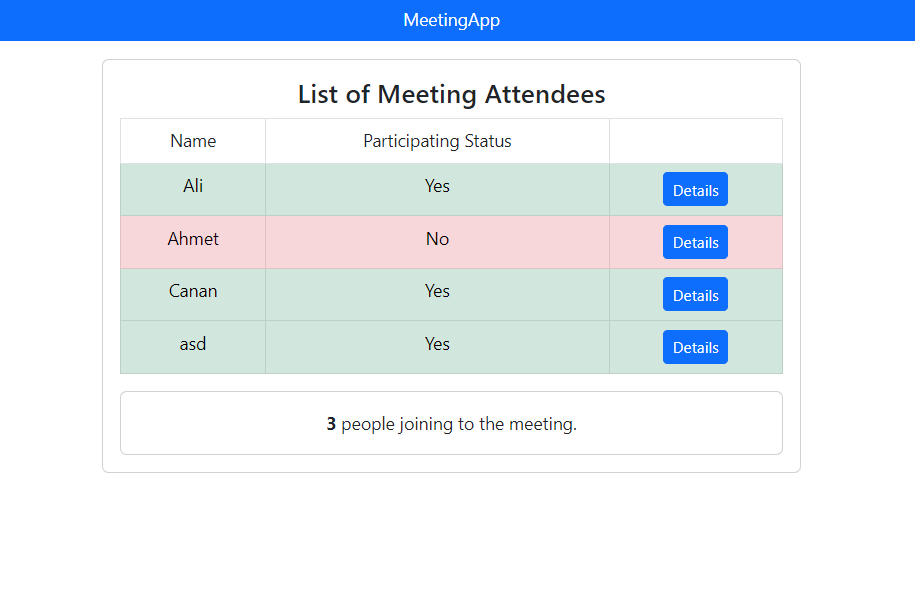 MeetingApp
List of Meeting Attendees
Name Participating Status
Ali Yes Details
Ahmet No Details
Canan Yes Details
asd Yes Details
3 people joining to the meeting.